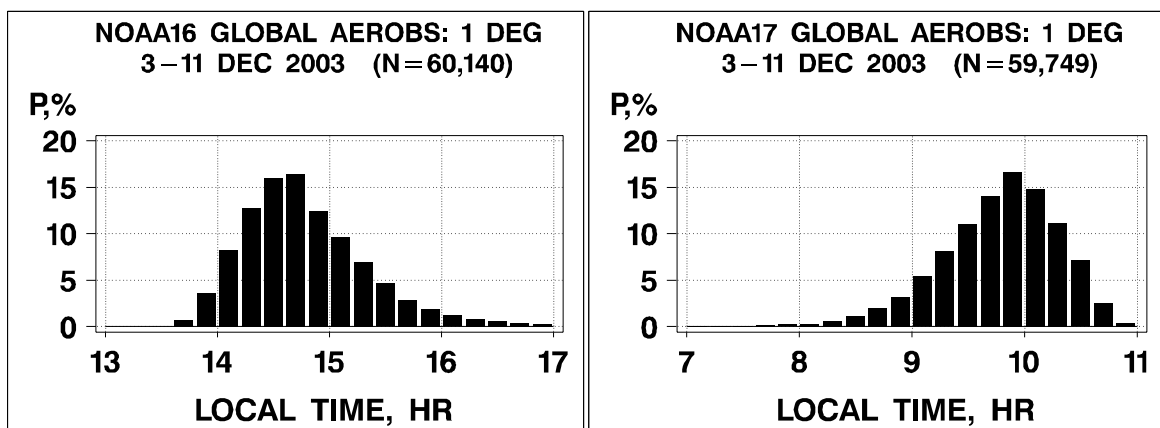 NOAA16 GLOBAL AEROBS: 1 DEG
3–11 DEC 2003 (N=60,140)
P,%
20
15
10
5
0
13 14 15 16 17
LOCAL TIME, HR
NOAA17 GLOBAL AEROBS: 1 DEG
3–11 DEC 2003 (N=59,749)
P,%
20
15
10
5
0
7 8 9 10 11
LOCAL TIME, HR